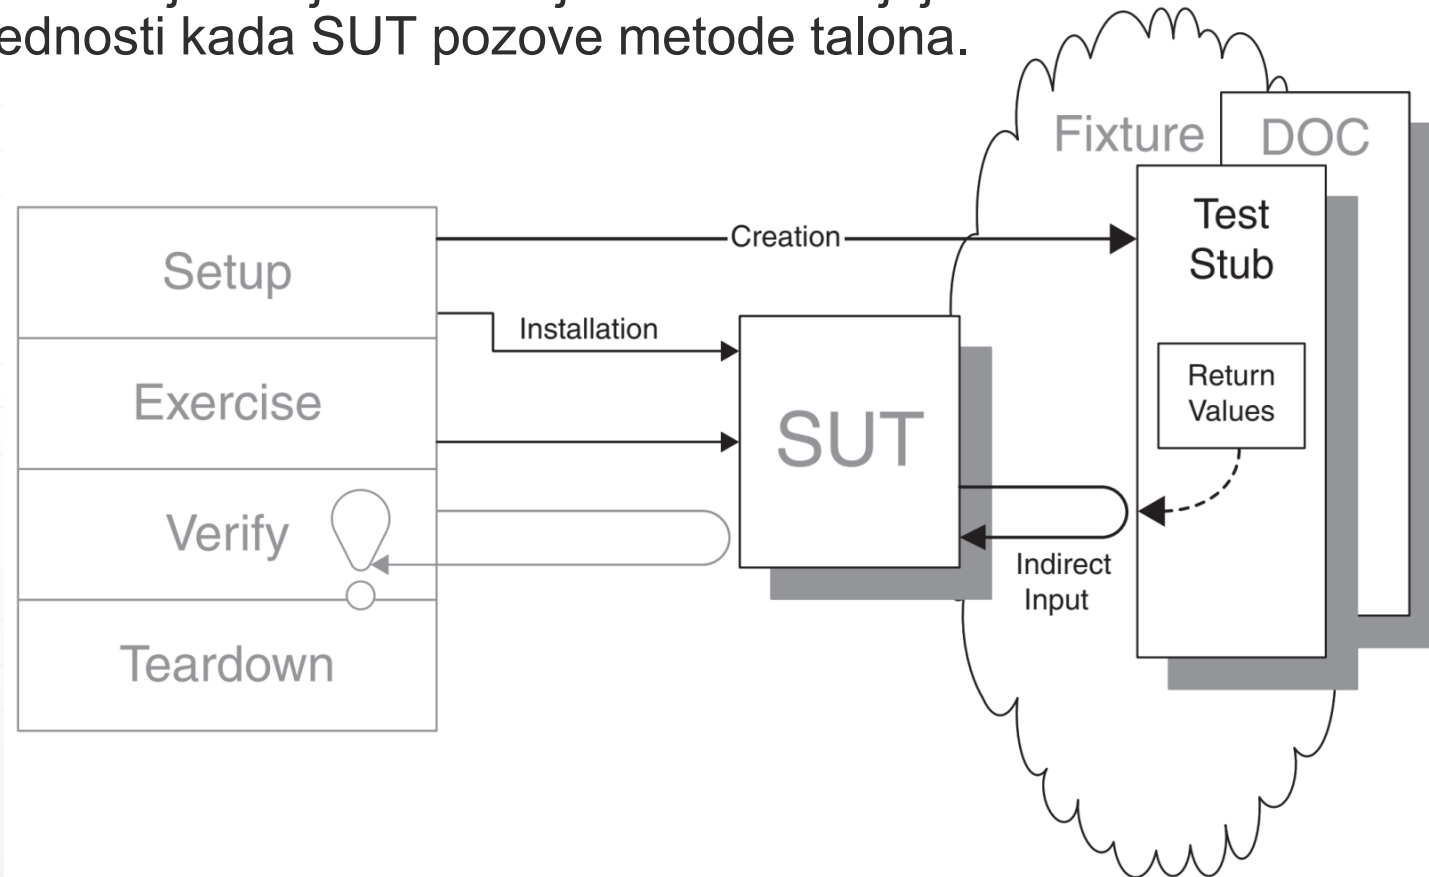 ednosti kada SUT pozove metode talona.
Fixture
DOC
Test
Stub
Creation
Setup
Installation
Return
Values
Exercise
SUT
Verify
Indirect
Input
Teardown